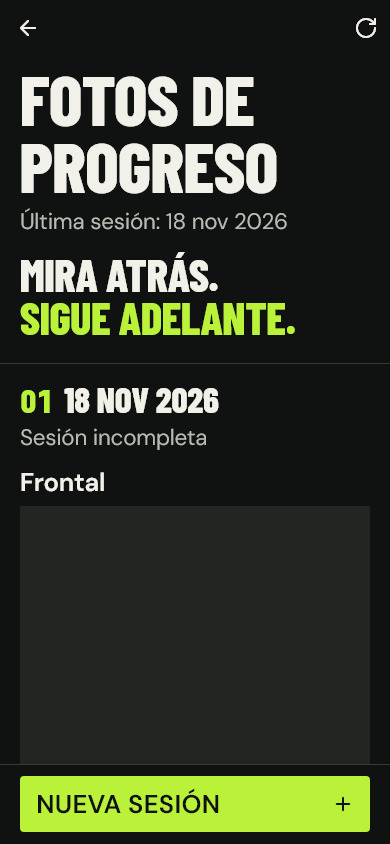 FOTOS DE
PROGRESO
Última sesión: 18 nov 2026
MIRA ATRÁS.
SIGUE ADELANTE.
01 18 NOV 2026
Sesión incompleta
Frontal
NUEVA SESIÓN +